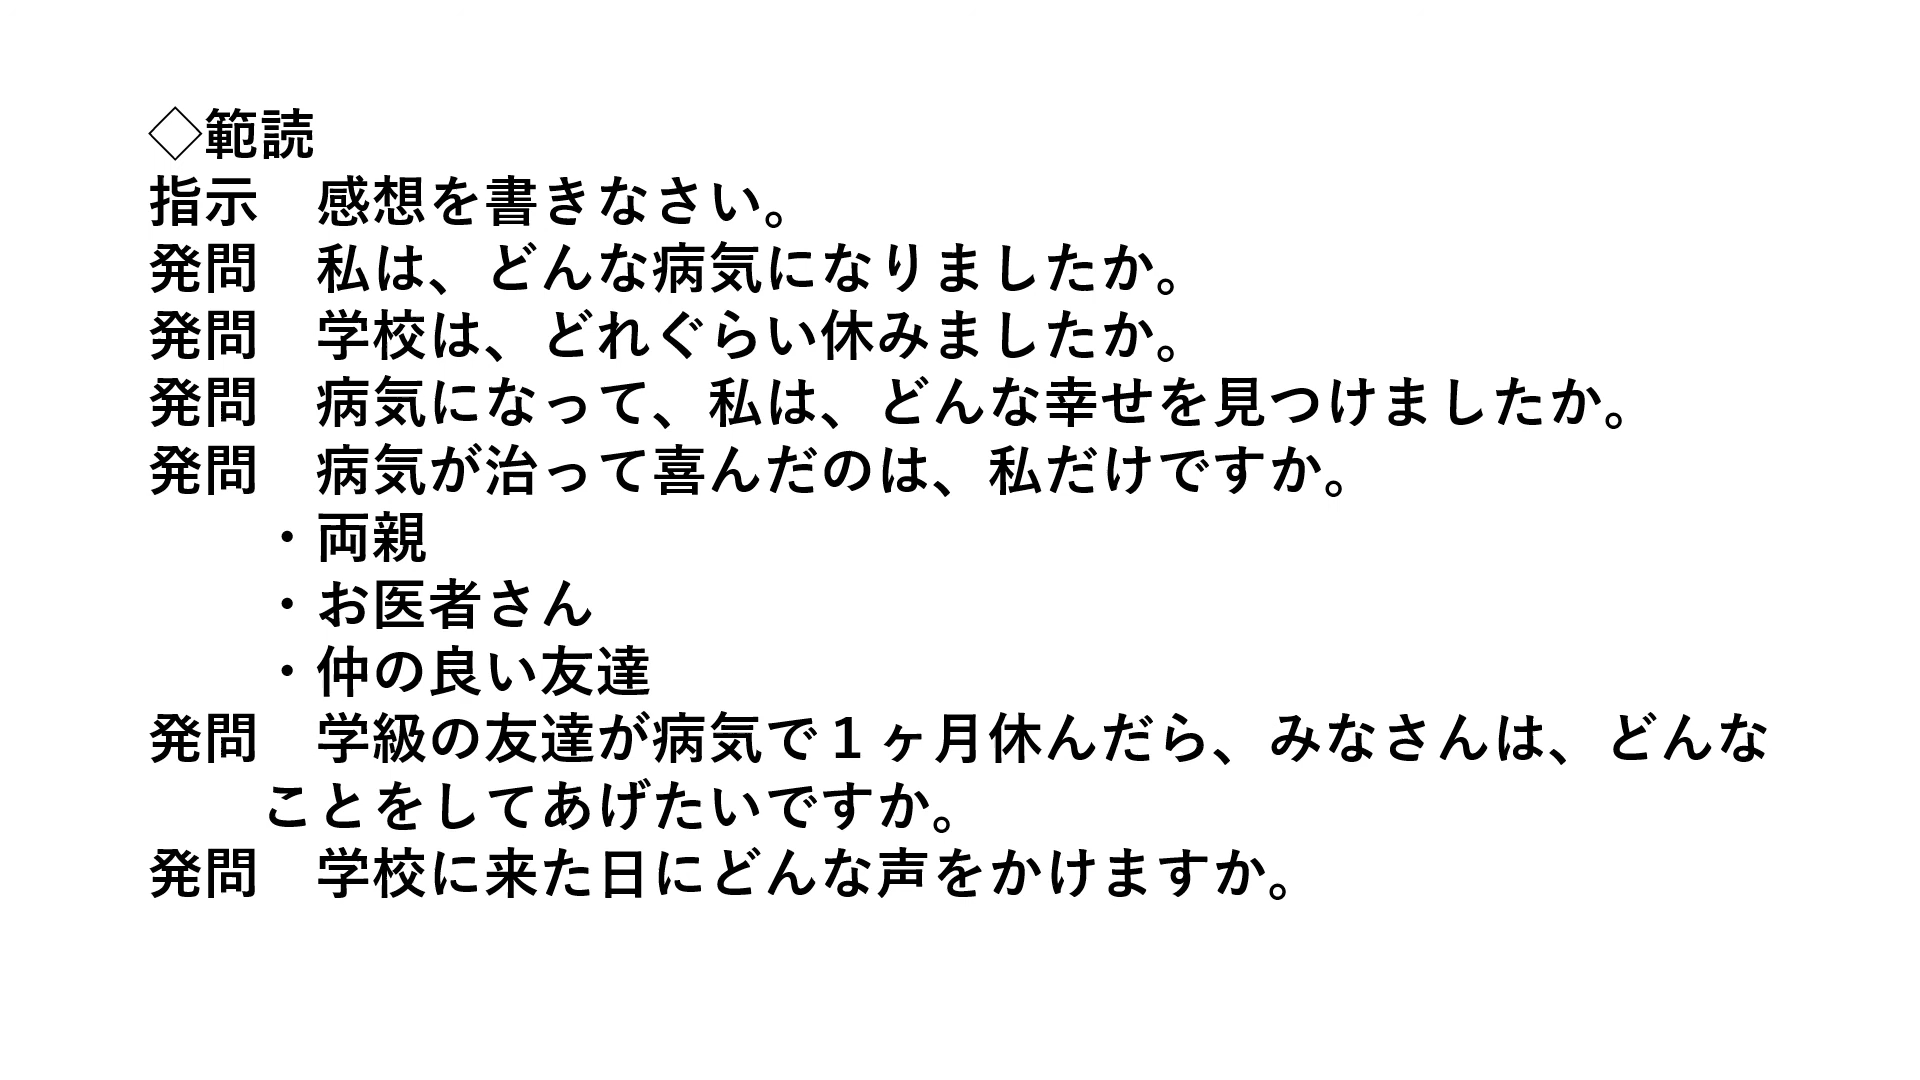 ◇範読
指示　感想を書きなさい。
発問　私は、どんな病気になりましたか。
発問　学校は、どれぐらい休みましたか。
発問　病気になって、私は、どんな幸せを見つけましたか。
発問　病気が治って喜んだのは、私だけですか。
・両親
・お医者さん
・仲の良い友達
発問　学級の友達が病気で１ヶ月休んだら、みなさんは、どんな
ことをしてあげたいですか。
発問　学校に来た日にどんな声をかけますか。